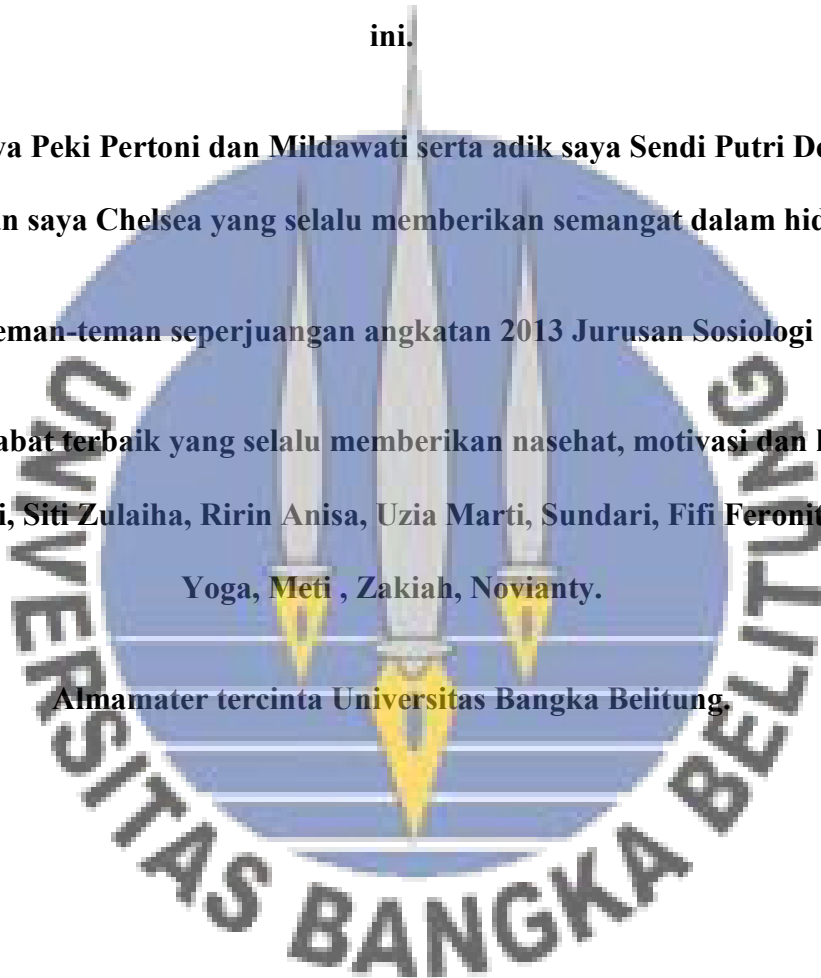 ini.
ya Peki Pertoni dan Mildawati serta adik saya Sendi Putri De
an saya Chelsea yang selalu memberikan semangat dalam hid
eman-teman seperjuangan angkatan 2013 Jurusan Sosiologi
abat terbaik yang selalu memberikan nasehat, motivasi dan
i, Siti Zulaiha, Ririn Anisa, Uzia Marti, Sundari, Fifi Feronit
Yoga, Meti , Zakiah, Novianty.
Almamater tercinta Universitas Bangka Belitung.
UNIVERSITAS BANGKA BELITUNG